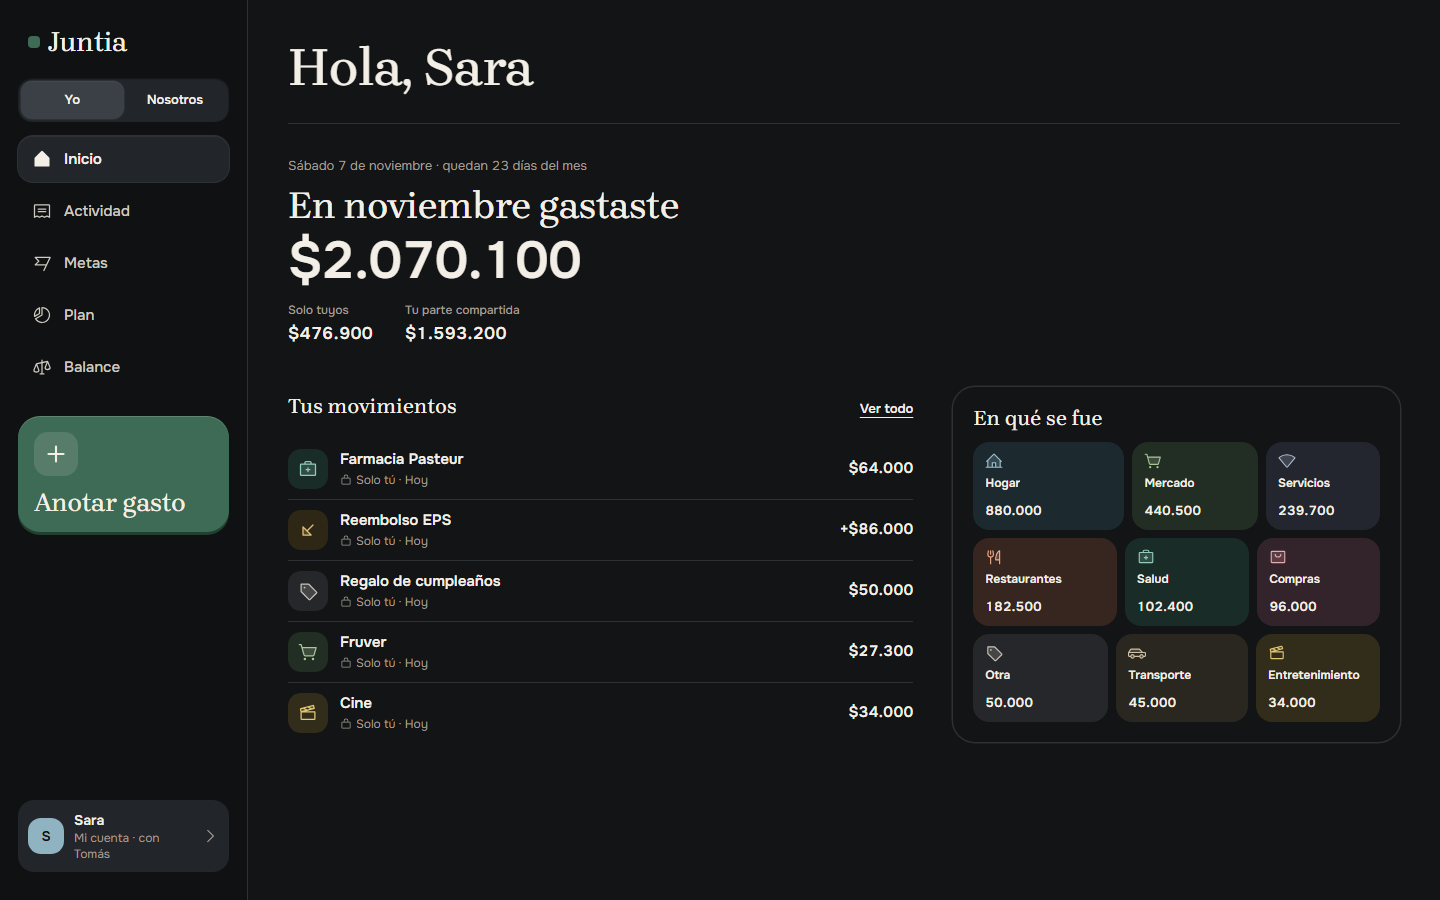 Juntia
Yo
Nosotros
Inicio
Actividad
Metas
Plan
Balance
Anotar gasto
S
Sara
Mi cuenta · con
Tomás
Hola, Sara
Sábado 7 de noviembre · quedan 23 días del mes
En noviembre gastaste
$2.070.100
Solo tuyos
$476.900
Tu parte compartida
$1.593.200
Tus movimientos
Ver todo
Farmacia Pasteur
Solo tú · Hoy
$64.000
Reembolso EPS
Solo tú · Hoy
+$86.000
Regalo de cumpleaños
Solo tú · Hoy
$50.000
Fruver
Solo tú · Hoy
$27.300
Cine
Solo tú · Hoy
$34.000
En qué se fue
Hogar
880.000
Mercado
440.500
Servicios
239.700
Restaurantes
182.500
Salud
102.400
Compras
96.000
Otra
50.000
Transporte
45.000
Entretenimiento
34.000